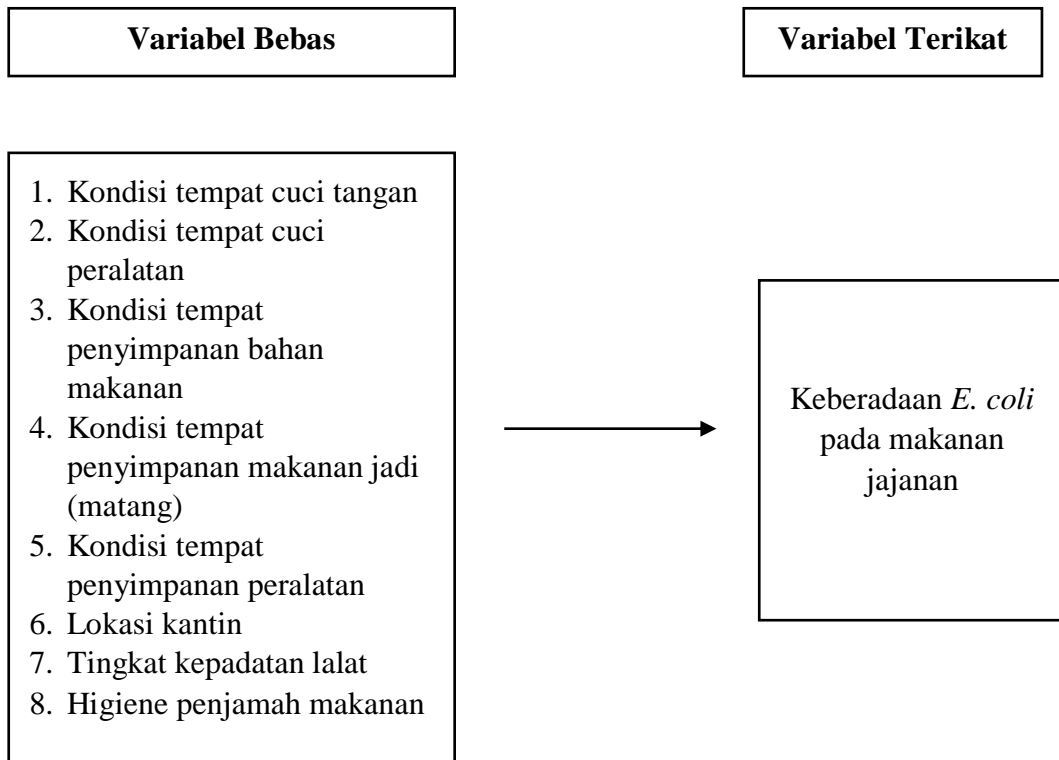 Variabel Bebas
Variabel Terikat
1. Kondisi tempat cuci tangan
2. Kondisi tempat cuci
peralatan
3. Kondisi tempat
penyimpanan bahan
makanan
4. Kondisi tempat
penyimpanan makanan jadi
(matang)
5. Kondisi tempat
penyimpanan peralatan
6. Lokasi kantin
7. Tingkat kepadatan lalat
8. Higiene penjamah makanan
Keberadaan E. coli
pada makanan
jajanan